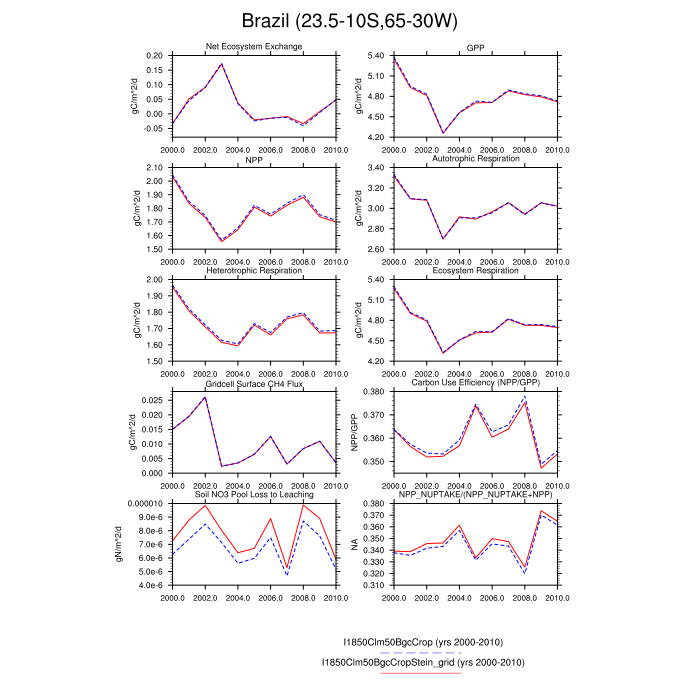 Brazil (23.5-10S,65-30W)
Net Ecosystem Exchange
GPP
gC/m^2/d
0.20
0.15
0.10
0.05
0.00
-0.05
2000.0 2002.0 2004.0 2006.0 2008.0 2010.0
gC/m^2/d
5.40
5.10
4.80
4.50
4.20
2000.0 2002.0 2004.0 2006.0 2008.0 2010.0
NPP
Autotrophic Respiration
gC/m^2/d
2.10
2.00
1.90
1.80
1.70
1.60
1.50
2000.0 2002.0 2004.0 2006.0 2008.0 2010.0
gC/m^2/d
3.40
3.20
3.00
2.80
2.60
2000.0 2002.0 2004.0 2006.0 2008.0 2010.0
Heterotrophic Respiration
Ecosystem Respiration
gC/m^2/d
2.00
1.90
1.80
1.70
1.60
1.50
2000.0 2002.0 2004.0 2006.0 2008.0 2010.0
gC/m^2/d
5.40
5.10
4.80
4.50
4.20
2000.0 2002.0 2004.0 2006.0 2008.0 2010.0
Gridcell Surface CH4 Flux
Carbon Use Efficiency (NPP/GPP)
gC/m^2/d
0.025
0.020
0.015
0.010
0.005
0.000
2000.0 2002.0 2004.0 2006.0 2008.0 2010.0
NPP/GPP
0.380
0.370
0.360
0.350
2000.0 2002.0 2004.0 2006.0 2008.0 2010.0
Soil NO3 Pool Loss to Leaching
NPP_NUPTAKE/(NPP_NUPTAKE+NPP)
gN/m^2/d
0.000010
9.0e-6
8.0e-6
7.0e-6
6.0e-6
5.0e-6
4.0e-6
2000.0 2002.0 2004.0 2006.0 2008.0 2010.0
NA
0.380
0.370
0.360
0.350
0.340
0.330
0.320
0.310
2000.0 2002.0 2004.0 2006.0 2008.0 2010.0
I1850Clm50BgcCrop (yrs 2000-2010)
I1850Clm50BgcCropStein_grid (yrs 2000-2010)